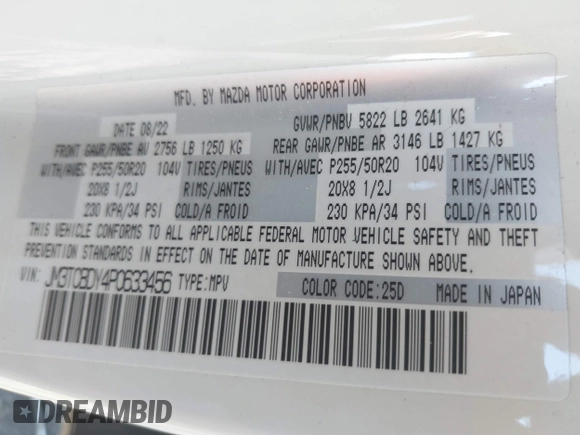 MFD. BY MAZDA MOTOR CORPORATION
DATE 08/22 GVWR/PNBV 5822 LB 2641 KG
FRONT GAWR/PNBE AV 2756 LB 1250 KG REAR GAWR/PNBE AR 3146 LB 1427 KG
WITH/AVEC P255/50R20 104V TIRES/PNEUS WITH/AVEC P255/50R20 104V TIRES/PNEUS
20X8 1/2J RIMS/JANTES 20X8 1/2J RIMS/JANTES
230 KPA/34 PSI COLD/A FROID 230 KPA/34 PSI COLD/A FROID
THIS VEHICLE CONFORMS TO ALL APPLICABLE FEDERAL MOTOR VEHICLE SAFETY AND THEFT
PREVENTION STANDARDS IN EFFECT ON THE DATE OF MANUFACTURE SHOWN ABOVE.
VIN: JM3TCBDY4P0633456 TYPE:MPV COLOR CODE:25D MADE IN JAPAN
DREAMBID